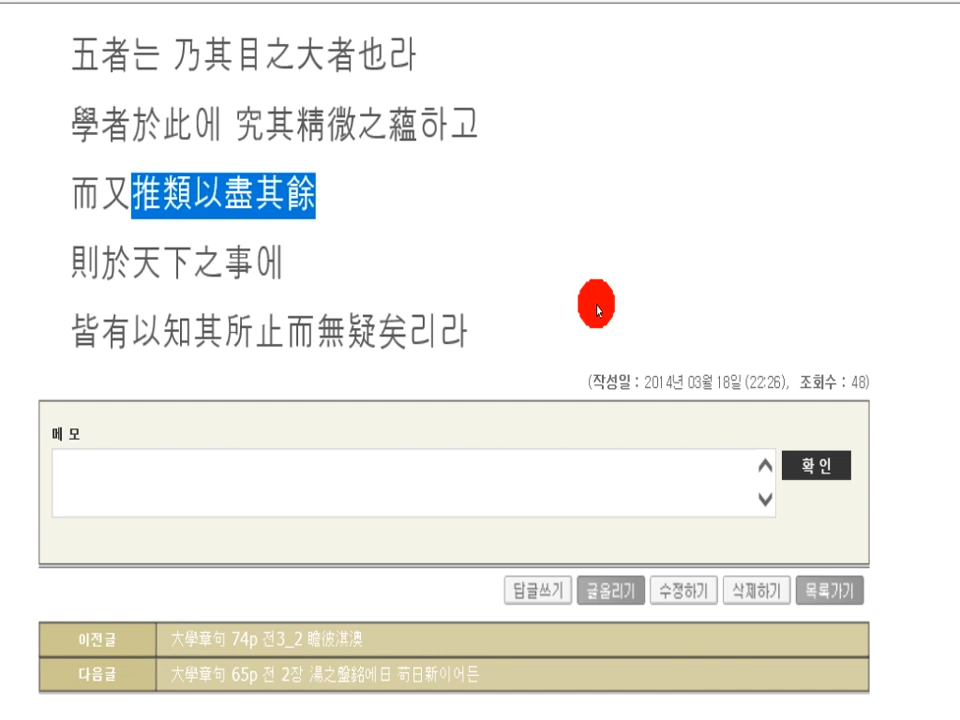 五者는 乃其目之大者也라
學者於此에 究其精微之蘊하고
而又推類以盡其餘
則於天下之事에
皆有以知其所止而無疑矣리라
(작성일 : 2014년 03월 18일 (22:26), 조회수 : 48)
메 모
확 인
답글쓰기 글올리기 수정하기 삭제하기 목록가기
이전글 大學章句 74p 전3_2 瞻彼淇澳
다음글 大學章句 65p 전 2장 湯之盤銘에曰 苟日新이어든